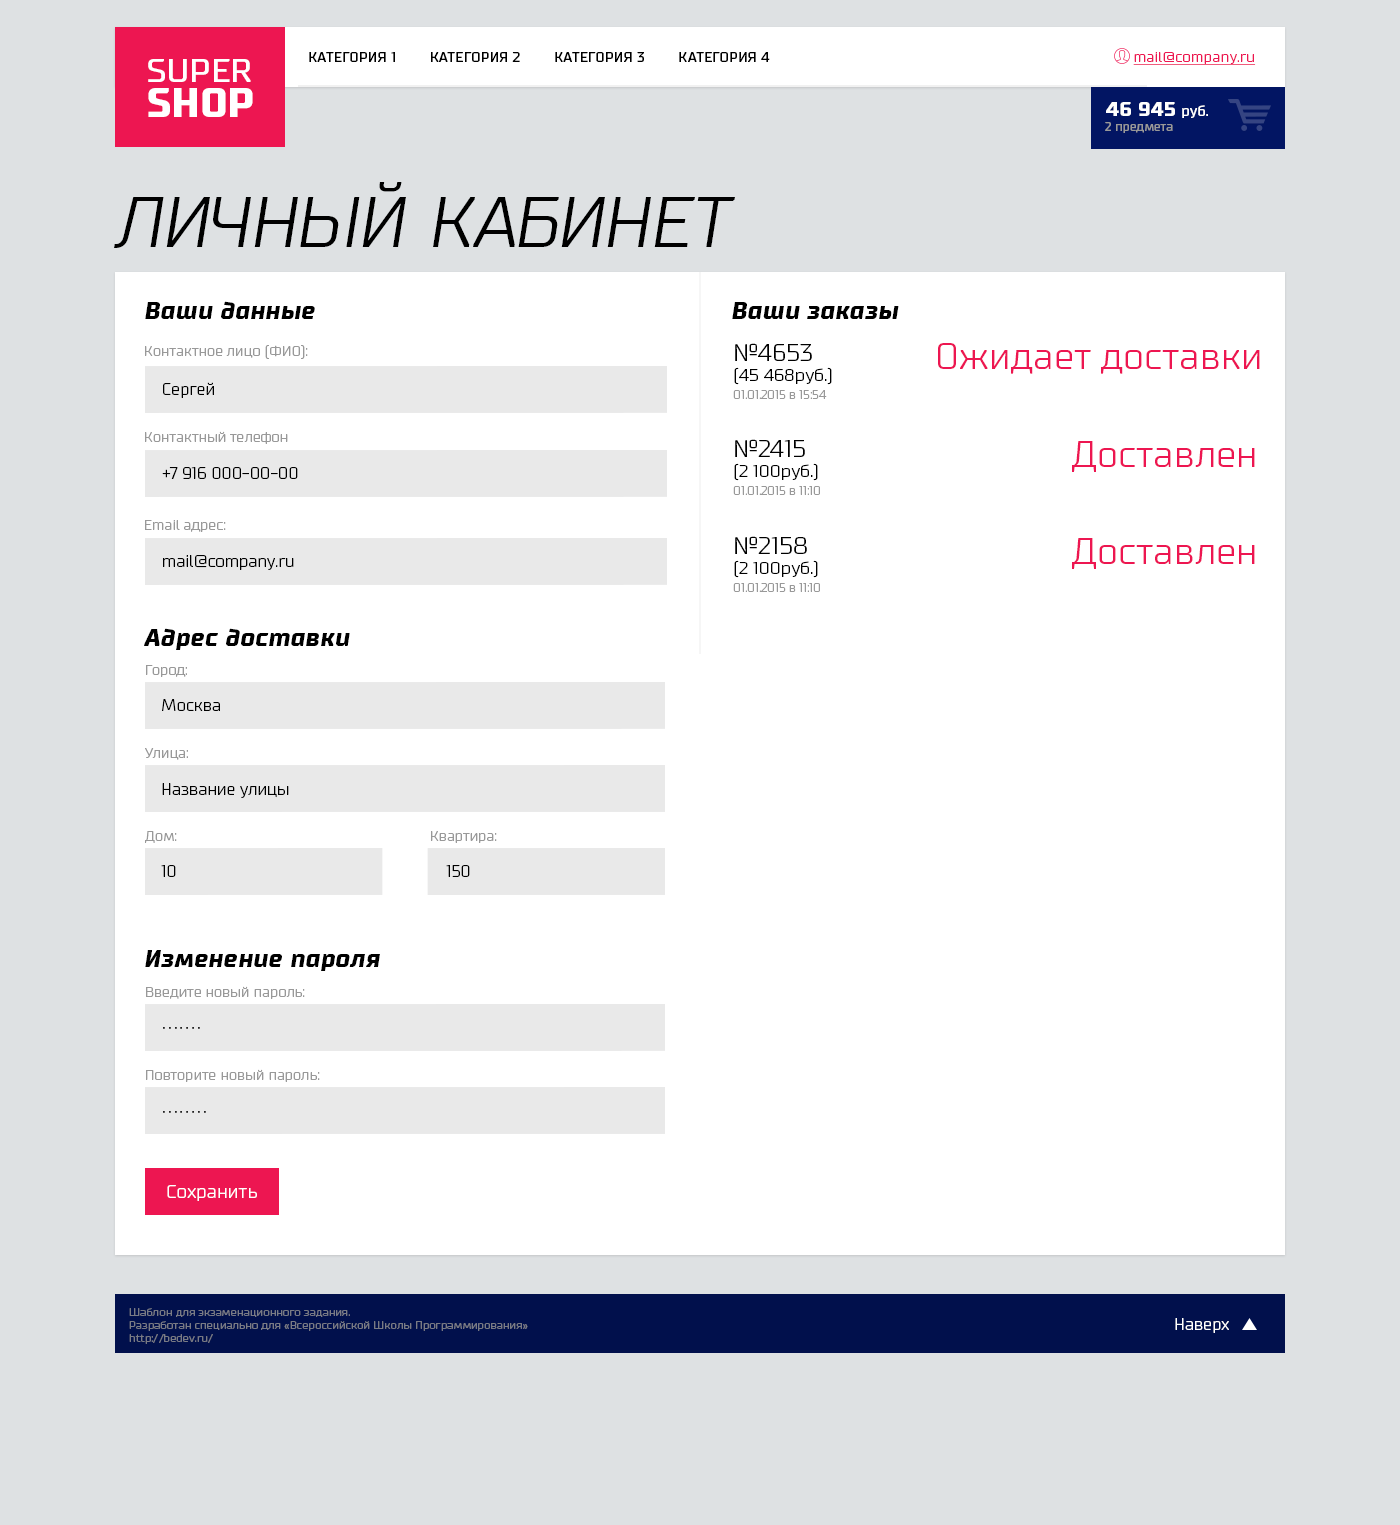 SUPER
SHOP
КАТЕГОРИЯ 1 КАТЕГОРИЯ 2 КАТЕГОРИЯ 3 КАТЕГОРИЯ 4
mail@company.ru
46 945 руб.
2 предмета
ЛИЧНЫЙ КАБИНЕТ
Ваши данные
Контактное лицо (ФИО):
Сергей
Контактный телефон
+7 916 000-00-00
Email адрес:
mail@company.ru
Адрес доставки
Город:
Москва
Улица:
Название улицы
Дом: Квартира:
10 150
Изменение пароля
Введите новый пароль:
·······
Повторите новый пароль:
········
Сохранить
Ваши заказы
№4653 Ожидает доставки
(45 468руб.)
01.01.2015 в 15:54
№2415 Доставлен
(2 100руб.)
01.01.2015 в 11:10
№2158 Доставлен
(2 100руб.)
01.01.2015 в 11:10
Шаблон для экзаменационного задания.
Разработан специально для «Всероссийской Школы Программирования»
http://bedev.ru/
Наверх